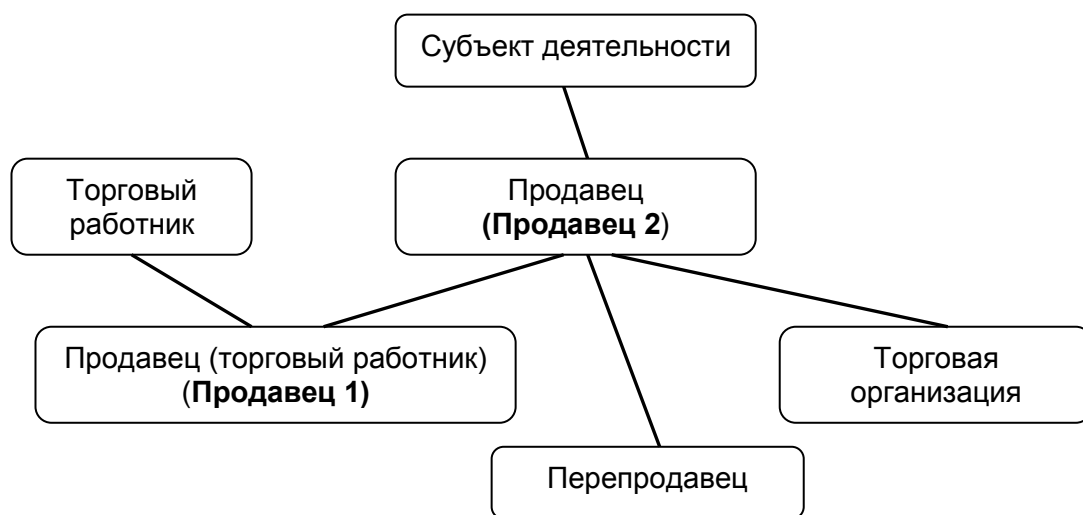 Субъект деятельности
Торговый
работник
Продавец
(Продавец 2)
Продавец (торговый работник)
(Продавец 1)
Торговая
организация
Перепродавец